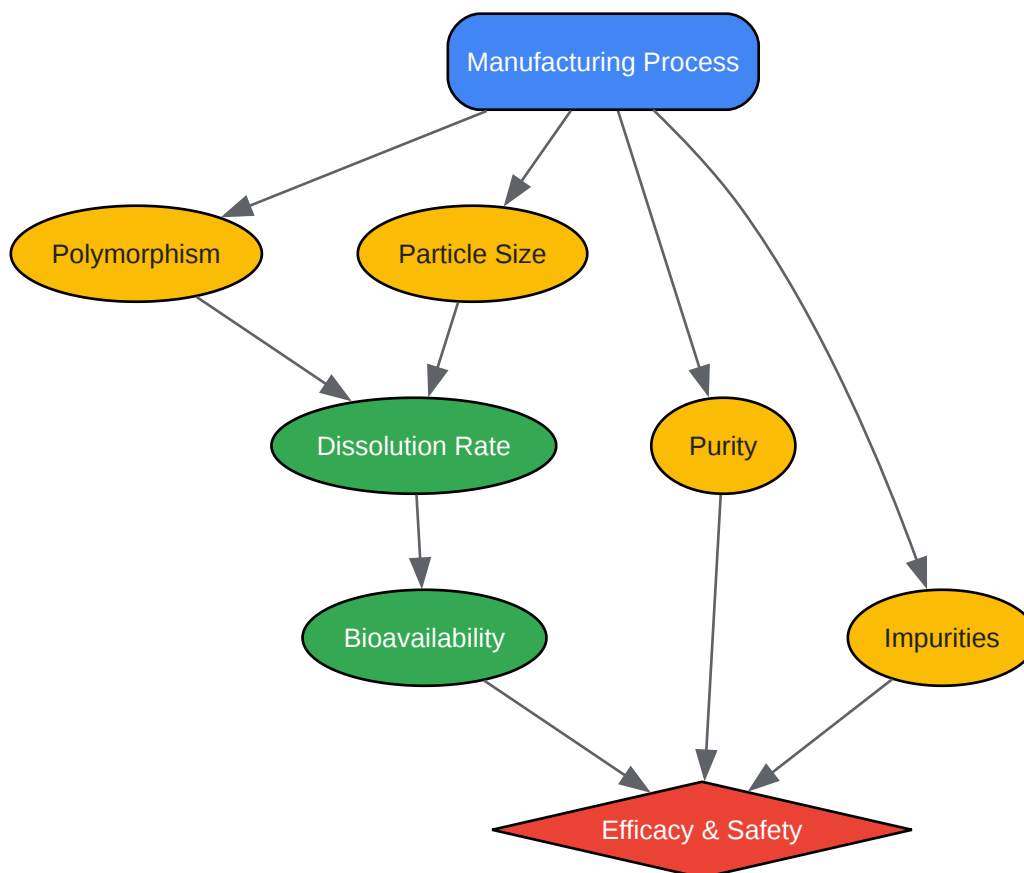 Manufacturing Process
Polymorphism
Particle Size
Dissolution Rate
Purity
Bioavailability
Impurities
Efficacy & Safety